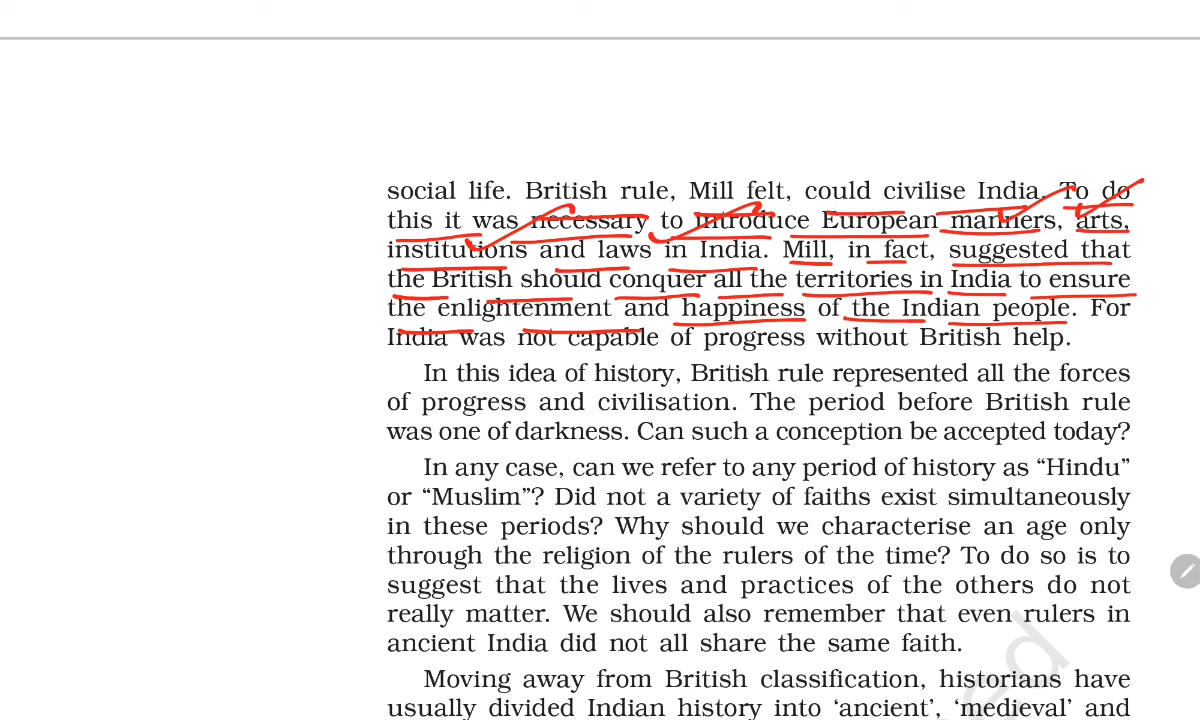 social life. British rule, Mill felt, could civilise India. To do
this it was necessary to introduce European manners, arts,
institutions and laws in India. Mill, in fact, suggested that
the British should conquer all the territories in India to ensure
the enlightenment and happiness of the Indian people. For
India was not capable of progress without British help.
In this idea of history, British rule represented all the forces
of progress and civilisation. The period before British rule
was one of darkness. Can such a conception be accepted today?
In any case, can we refer to any period of history as “Hindu”
or “Muslim”? Did not a variety of faiths exist simultaneously
in these periods? Why should we characterise an age only
through the religion of the rulers of the time? To do so is to
suggest that the lives and practices of the others do not
really matter. We should also remember that even rulers in
ancient India did not all share the same faith.
Moving away from British classification, historians have
usually divided Indian history into ‘ancient’, ‘medieval’ and